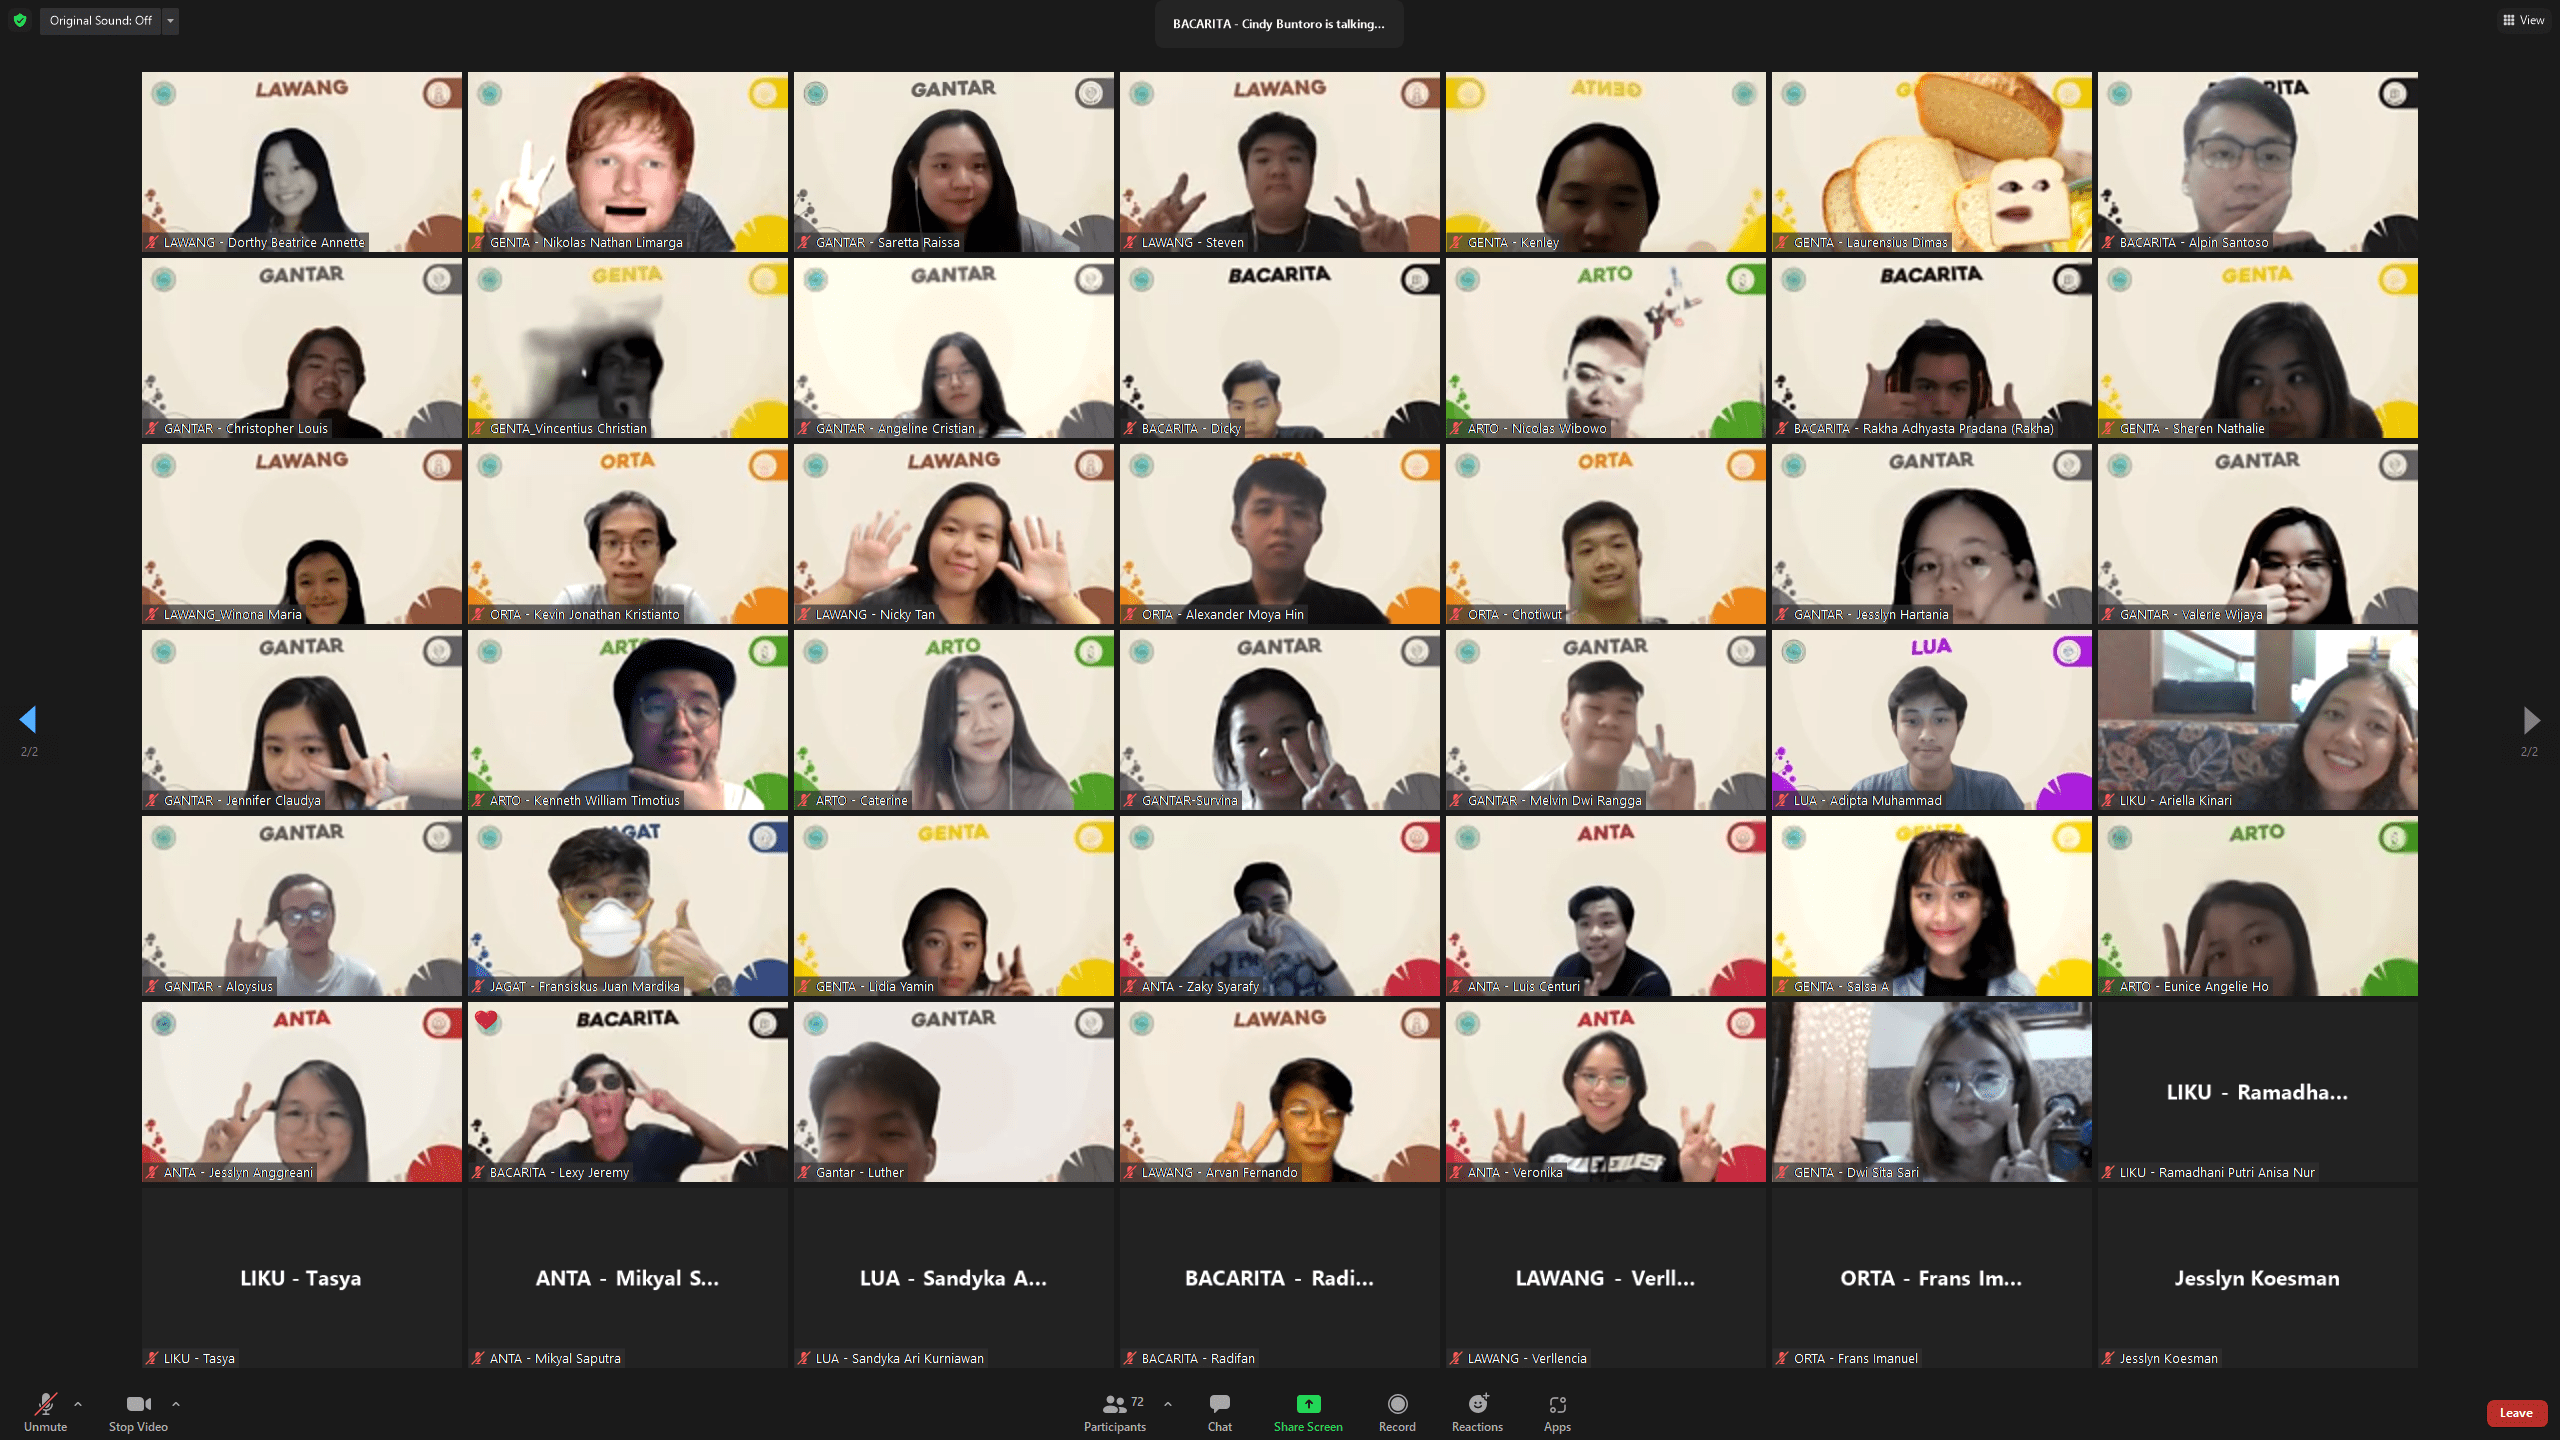 Original Sound: Off
BACARITA - Cindy Buntoro is talking...
View
LAWANG
LAWANG - Dorthy Beatrice Annette
GENTA - Nikolas Nathan Limarga
GANTAR
GANTAR - Saretta Raissa
LAWANG
LAWANG - Steven
GENTA
GENTA - Kenley
GENTA - Laurensius Dimas
BACARITA - Alpin Santoso
GANTAR
GANTAR - Christopher Louis
GENTA
GENTA_Vincentius Christian
GANTAR
GANTAR - Angeline Cristian
BACARITA
BACARITA - Dicky
ARTO
ARTO - Nicolas Wibowo
BACARITA
BACARITA - Rakha Adhyasta Pradana (Rakha)
GENTA
GENTA - Sheren Nathalie
LAWANG
LAWANG_Winona Maria
ORTA
ORTA - Kevin Jonathan Kristianto
LAWANG
LAWANG - Nicky Tan
ORTA
ORTA - Alexander Moya Hin
ORTA
ORTA - Chotiwut
GANTAR
GANTAR - Jesslyn Hartania
GANTAR
GANTAR - Valerie Wijaya
GANTAR
GANTAR - Jennifer Claudya
ARTO
ARTO - Kenneth William Timotius
ARTO
ARTO - Caterine
GANTAR
GANTAR-Survina
GANTAR
GANTAR - Melvin Dwi Rangga
LUA
LUA - Adipta Muhammad
LIKU - Ariella Kinari
2/2
2/2
GANTAR
GANTAR - Aloysius
JAGAT
JAGAT - Fransiskus Juan Mardika
GENTA
GENTA - Lidia Yamin
ANTA - Zaky Syarafy
ANTA
ANTA - Luis Centuri
GENTA
GENTA - Salsa A
ARTO
ARTO - Eunice Angelie Ho
ANTA
ANTA - Jesslyn Anggreani
BACARITA
BACARITA - Lexy Jeremy
GANTAR
Gantar - Luther
LAWANG
LAWANG - Arvan Fernando
ANTA
ANTA - Veronika
GENTA - Dwi Sita Sari
LIKU - Ramadha...
LIKU - Ramadhani Putri Anisa Nur
LIKU - Tasya
LIKU - Tasya
ANTA - Mikyal S...
ANTA - Mikyal Saputra
LUA - Sandyka A...
LUA - Sandyka Ari Kurniawan
BACARITA - Radi...
BACARITA - Radifan
LAWANG - Verll...
LAWANG - Verllencia
ORTA - Frans Im...
ORTA - Frans Imanuel
Jesslyn Koesman
Jesslyn Koesman
Unmute
Stop Video
72
Participants
Chat
Share Screen
Record
Reactions
Apps
Leave